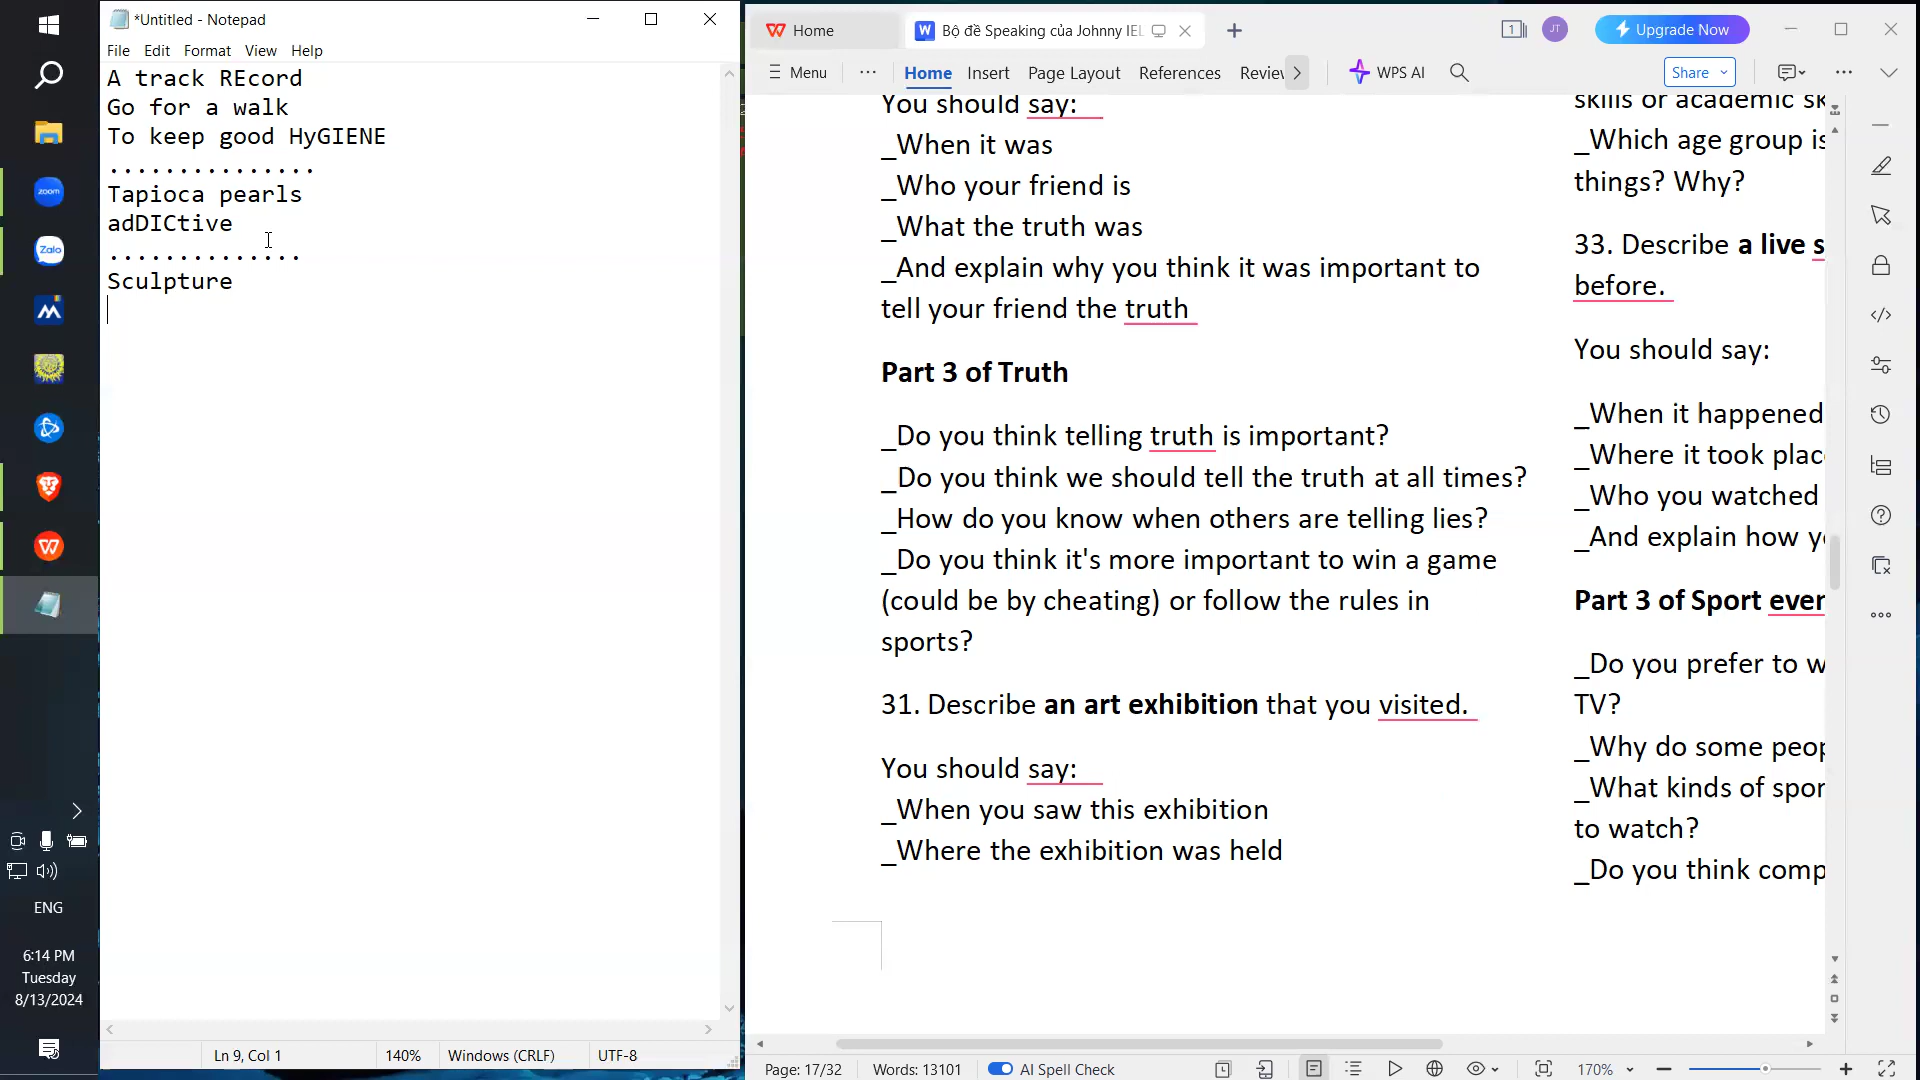 *Untitled - Notepad
File Edit Format View Help
A track REcord
Go for a walk
To keep good HyGIENE
...............
Tapioca pearls
adDICtive
..............
Sculpture
Ln 9, Col 1 140% Windows (CRLF) UTF-8
zoom
Zalo
ENG
6:14 PM
Tuesday
8/13/2024
Home
Bộ đề Speaking của Johnny IEL
1
JT
Upgrade Now
Menu Home Insert Page Layout References Review WPS AI Share
You should say:
_When it was
_Who your friend is
_What the truth was
_And explain why you think it was important to
tell your friend the truth
Part 3 of Truth
_Do you think telling truth is important?
_Do you think we should tell the truth at all times?
_How do you know when others are telling lies?
_Do you think it's more important to win a game
(could be by cheating) or follow the rules in
sports?
31. Describe an art exhibition that you visited.
You should say:
_When you saw this exhibition
_Where the exhibition was held
skills or academic sk
_Which age group is
things? Why?
33. Describe a live s
before.
You should say:
_When it happened
_Where it took plac
_Who you watched
_And explain how y
Part 3 of Sport ever
_Do you prefer to w
TV?
_Why do some peop
_What kinds of spor
to watch?
_Do you think comp
Page: 17/32 Words: 13101 AI Spell Check 170%